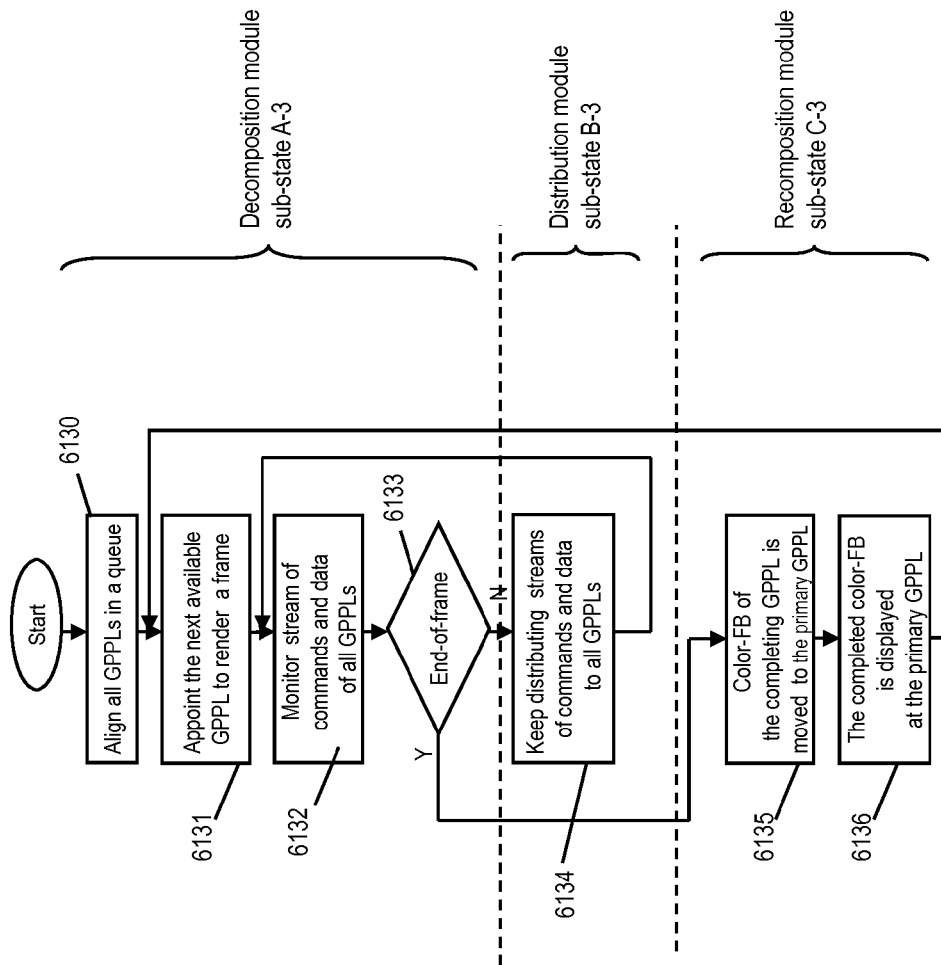 Start
6130
Align all GPPLs in a queue
Appoint the next available
GPPL to render a frame
6131
Monitor stream of
commands and data
of all GPPLs
6132
End-of-frame
6133
Y
N
Keep distributing streams
of commands and data
to all GPPLs
6134
Color-FB of
the completing GPPL is
moved to the primary GPPL
6135
The completed color-FB
is displayed
at the primary GPPL
6136
Decomposition module
sub-state A-3
Distribution module
sub-state B-3
Recomposition module
sub-state C-3